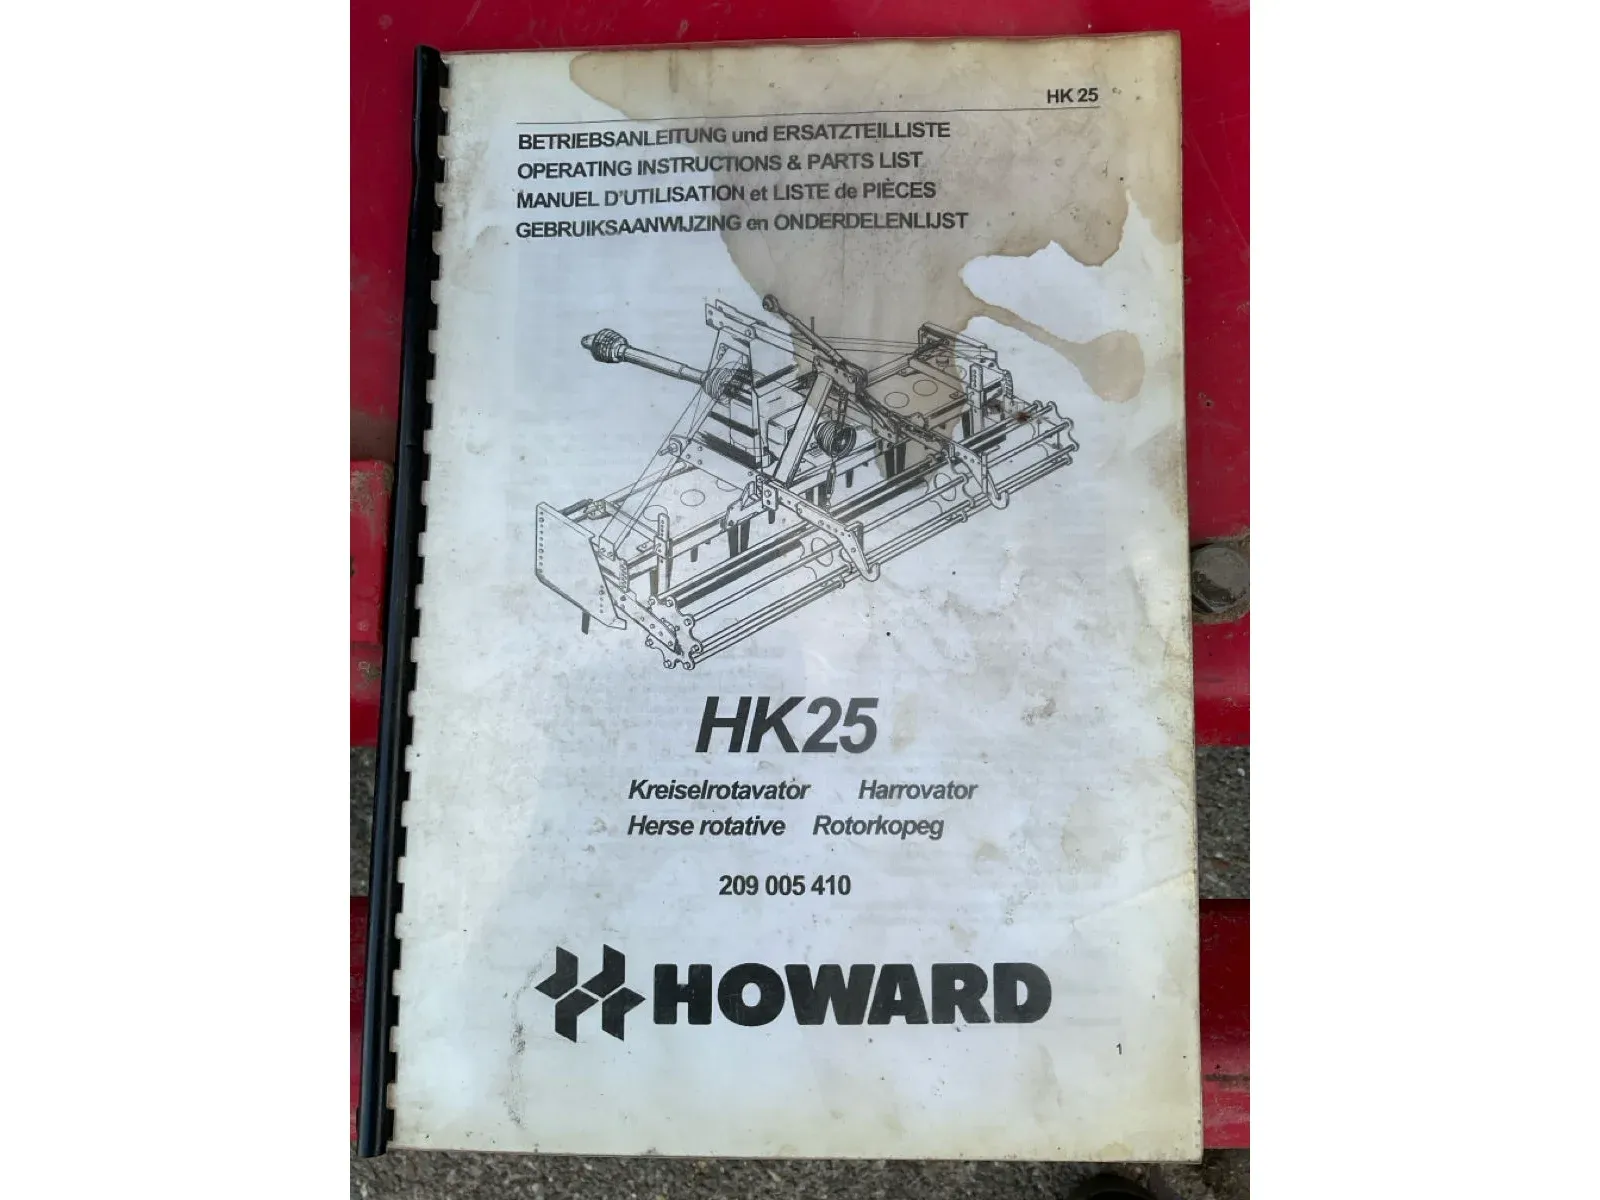 HK 25
BETRIEBSANLEITUNG und ERSATZTEILLISTE
OPERATING INSTRUCTIONS & PARTS LIST
MANUEL D'UTILISATION et LISTE de PIÈCES
GEBRUIKSAANWIJZING en ONDERDELENLIJST
HK25
Kreiselrotavator Harrovator
Herse rotative Rotorkopeg
209 005 410
HOWARD
1